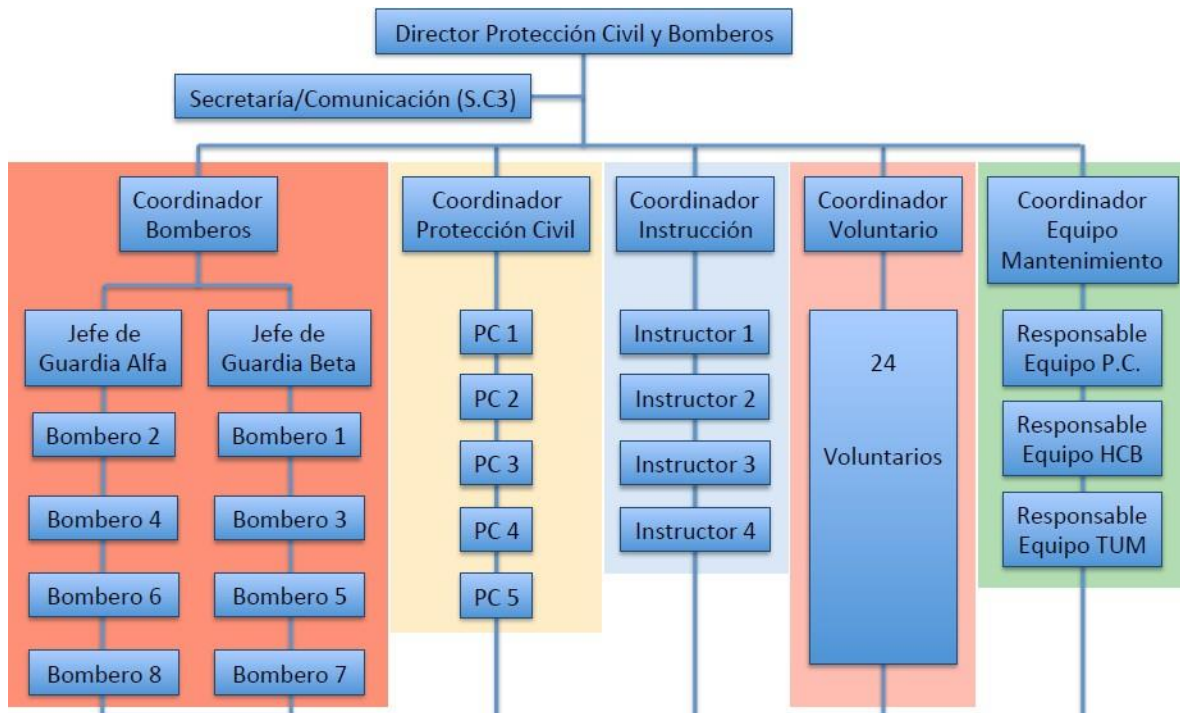 Director Protección Civil y Bomberos
Secretaría/Comunicación (S.C3)
Coordinador
Bomberos
Jefe de
Guardia Alfa
Bombero 2
Bombero 4
Bombero 6
Bombero 8
Jefe de
Guardia Beta
Bombero 1
Bombero 3
Bombero 5
Bombero 7
Coordinador
Protección Civil
PC 1
PC 2
PC 3
PC 4
PC 5
Coordinador
Instrucción
Instructor 1
Instructor 2
Instructor 3
Instructor 4
Coordinador
Voluntario
24
Voluntarios
Coordinador
Equipo
Mantenimiento
Responsable
Equipo P.C.
Responsable
Equipo HCB
Responsable
Equipo TUM